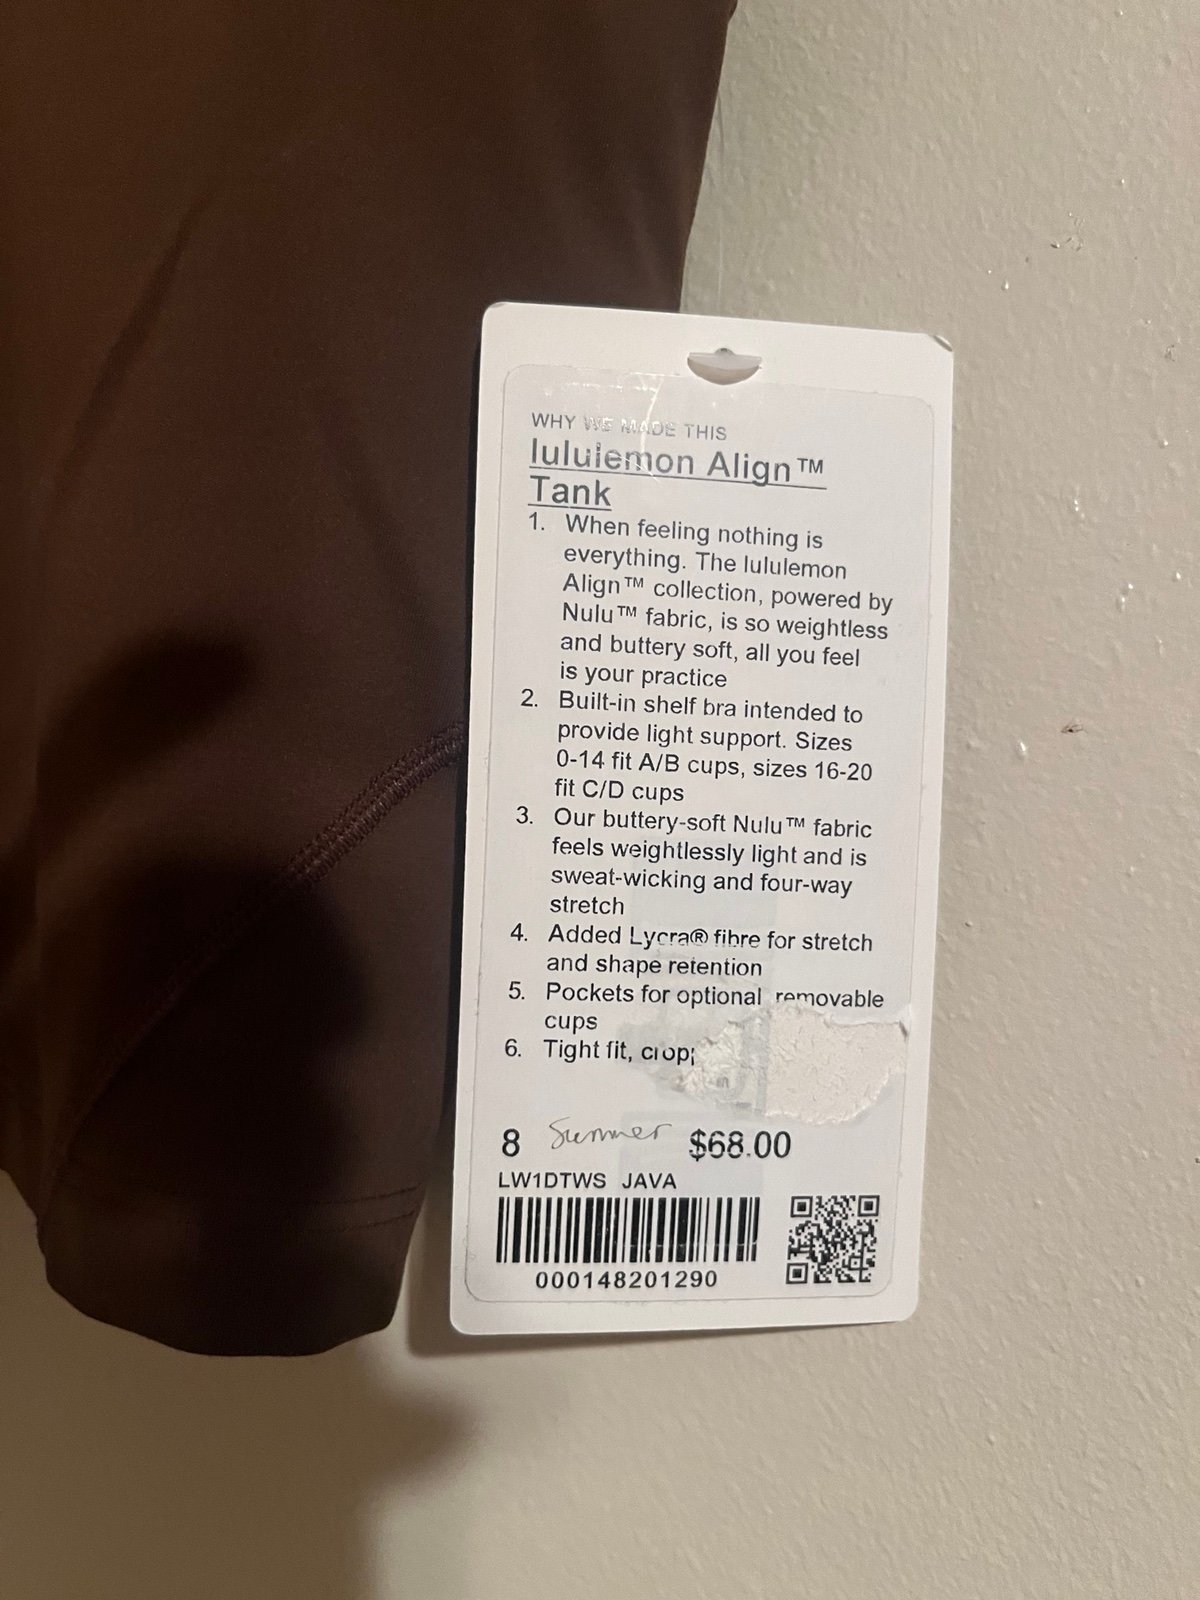 WHY WE MADE THIS
lululemon Align™
Tank
1. When feeling nothing is
everything. The lululemon
Align™ collection, powered by
Nulu™ fabric, is so weightless
and buttery soft, all you feel
is your practice
2. Built-in shelf bra intended to
provide light support. Sizes
0-14 fit A/B cups, sizes 16-20
fit C/D cups
3. Our buttery-soft Nulu™ fabric
feels weightlessly light and is
sweat-wicking and four-way
stretch
4. Added Lycra® fibre for stretch
and shape retention
5. Pockets for optional removable
cups
6. Tight fit,
8 Summer $68.00
LW1DTWS JAVA
000148201290